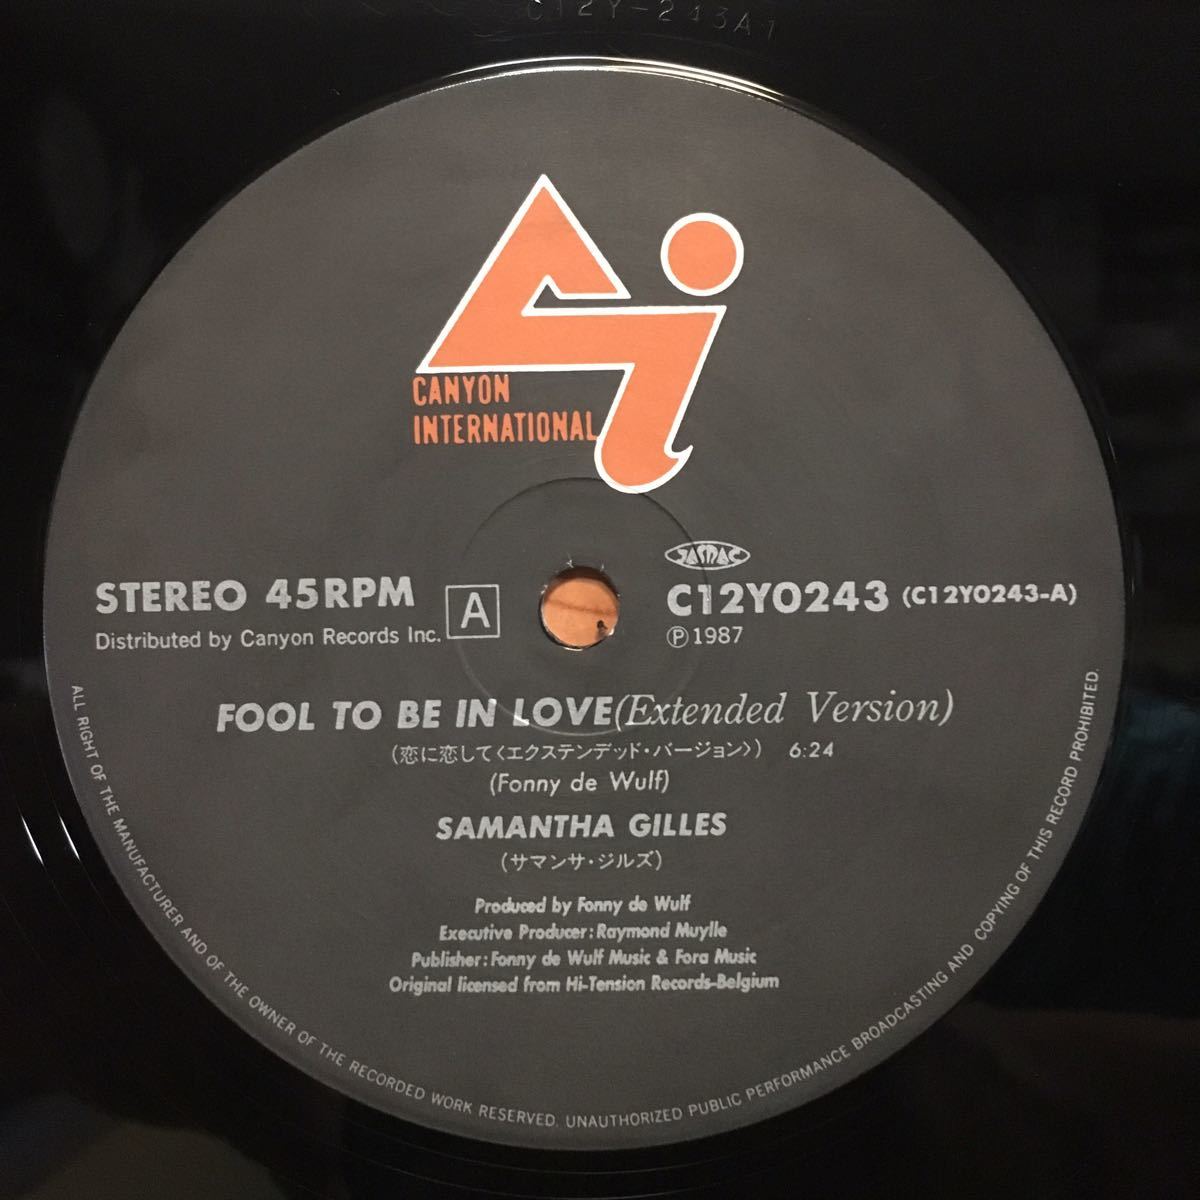 C12Y-243A1
CANYON
INTERNATIONAL
STEREO 45RPM
Distributed by Canyon Records Inc.
A
JASRAC
C12Y0243 (C12Y0243-A)
Ⓟ1987
FOOL TO BE IN LOVE(Extended Version)
(恋に恋して〈エクステンデッド・バージョン〉) 6:24
(Fonny de Wulf)
SAMANTHA GILLES
(サマンサ・ジルズ)
Produced by Fonny de Wulf
Executive Producer:Raymond Muylle
Publisher:Fonny de Wulf Music & Fora Music
Original licensed from Hi-Tension Records-Belgium
ALL RIGHT OF THE MANUFACTURER AND OF THE OWNER OF THE RECORDED WORK RESERVED. UNAUTHORIZED PUBLIC PERFORMANCE BROADCASTING AND COPYING OF THIS RECORD PROHIBITED.